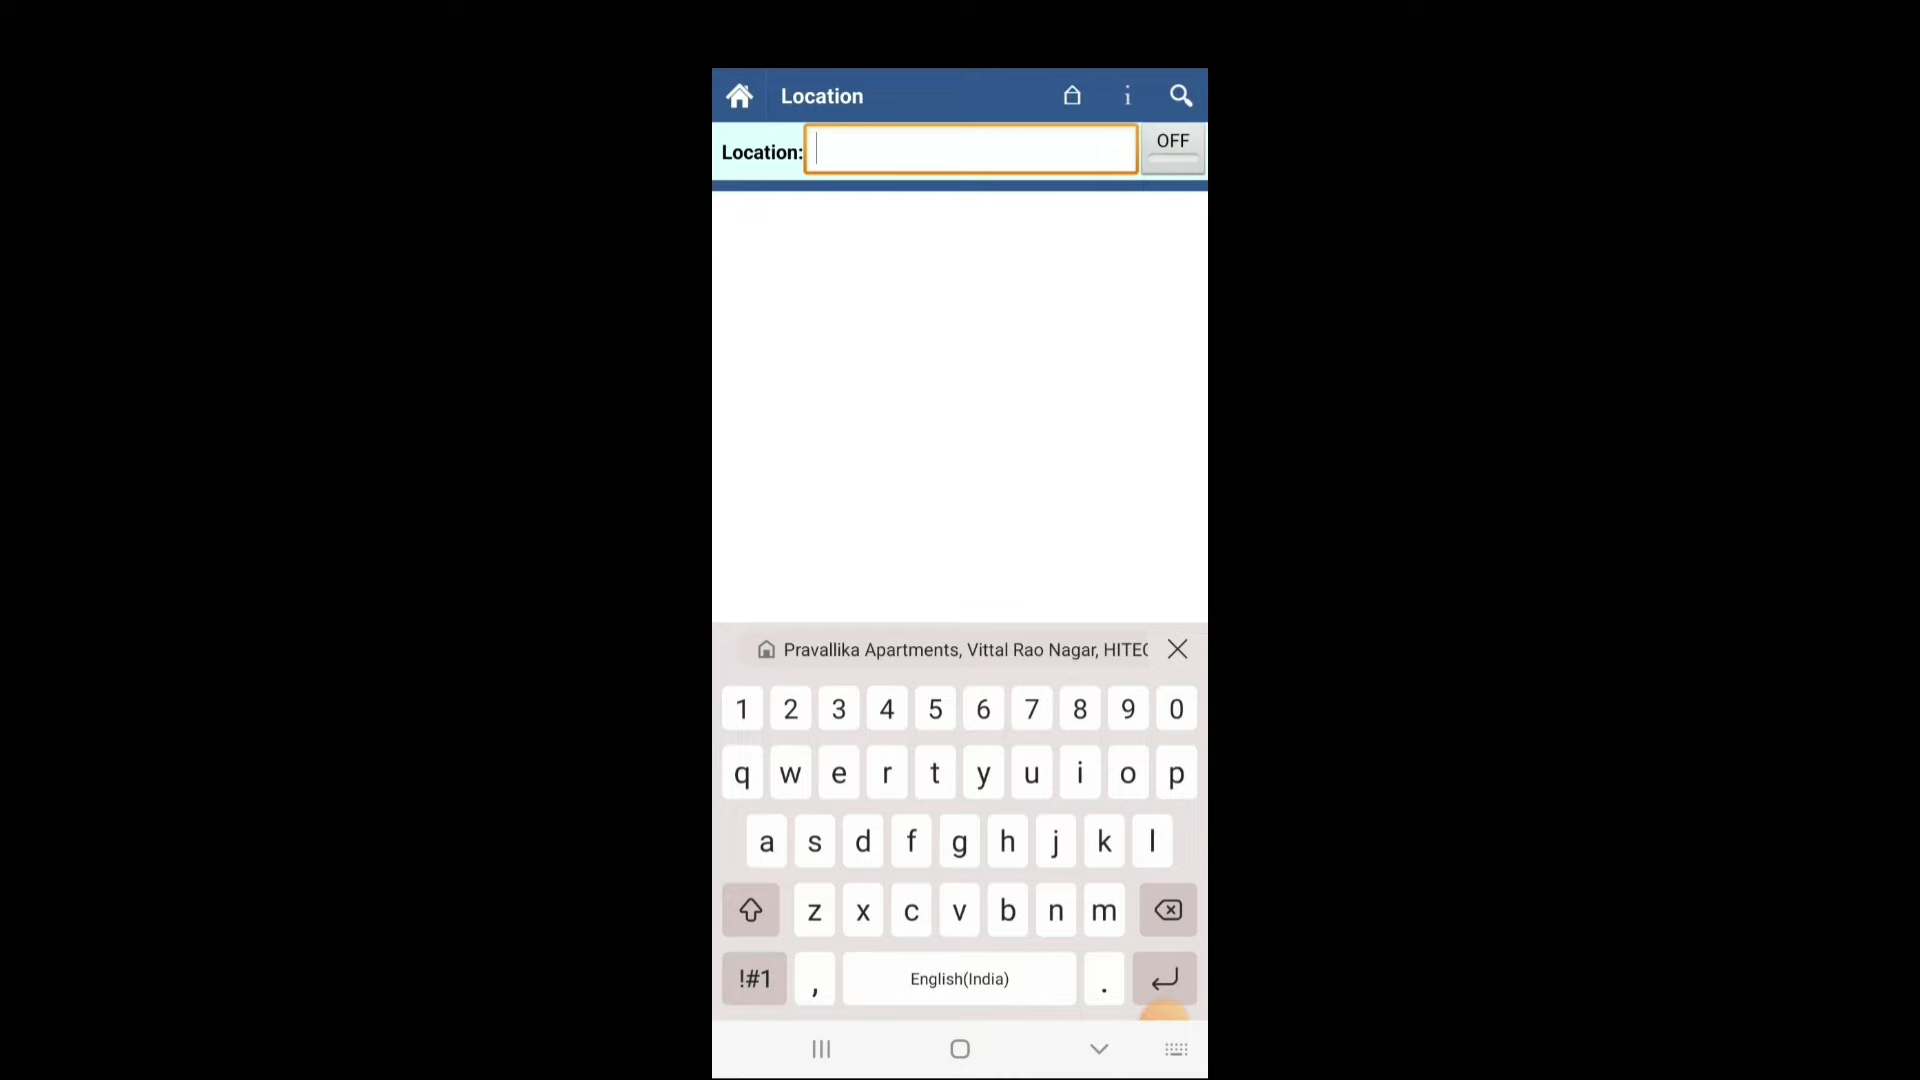 Location
Location:
OFF
Pravallika Apartments, Vittal Rao Nagar, HITEC
1 2 3 4 5 6 7 8 9 0
q w e r t y u i o p
a s d f g h j k l
z x c v b n m
!#1 , English(India) .